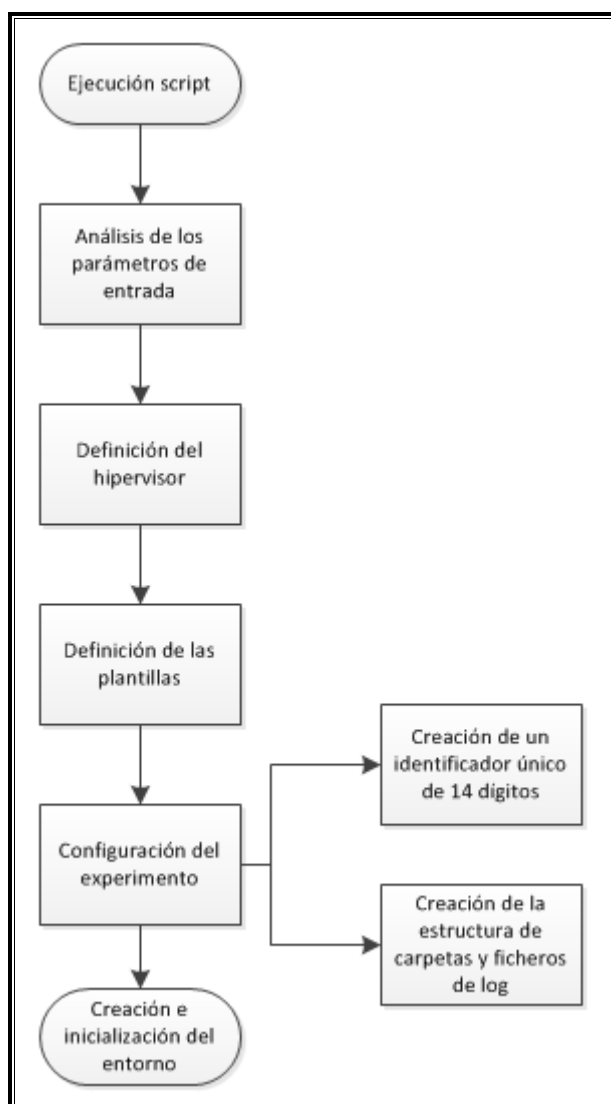 Ejecución script
Análisis de los
parámetros de
entrada
Definición del
hipervisor
Definición de las
plantillas
Creación de un
identificador único
de 14 dígitos
Configuración del
experimento
Creación de la
estructura de
carpetas y ficheros
de log
Creación e
inicialización del
entorno